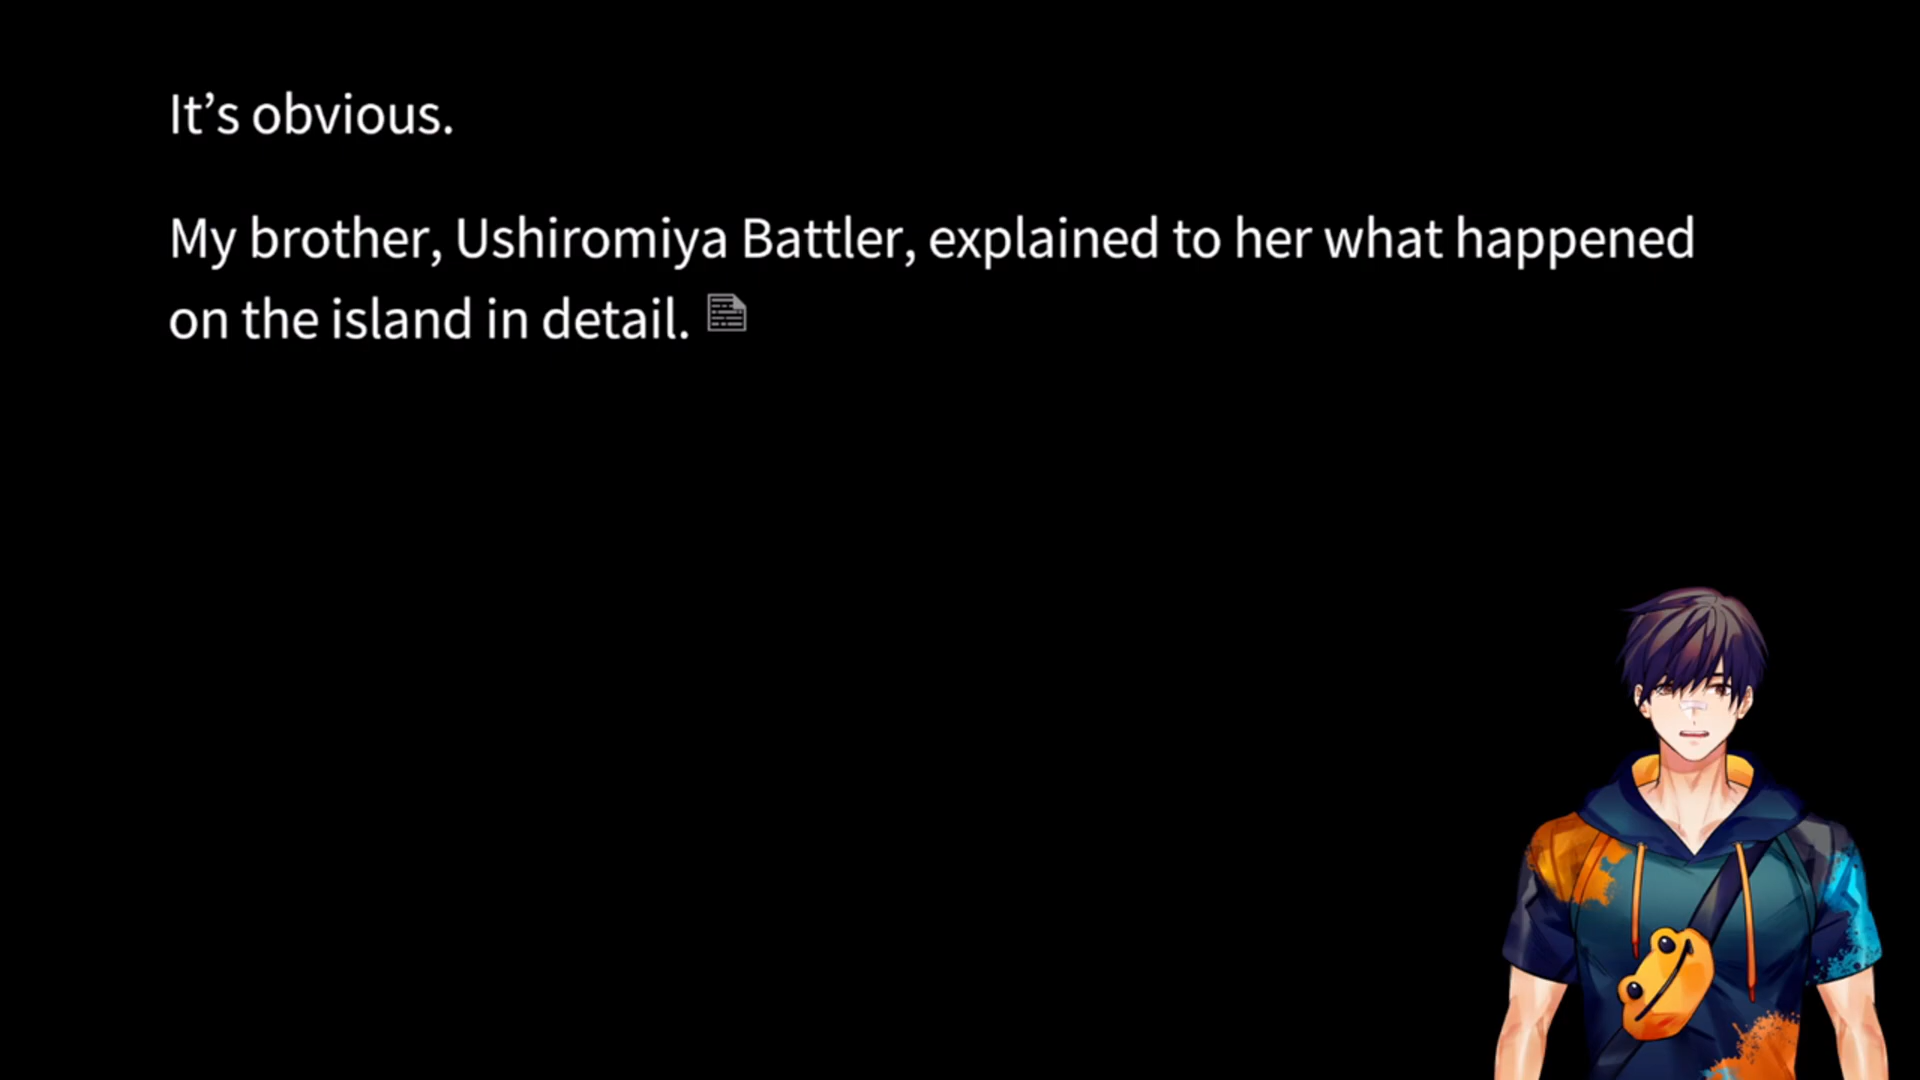 It’s obvious.
My brother, Ushiromiya Battler, explained to her what happened
on the island in detail.